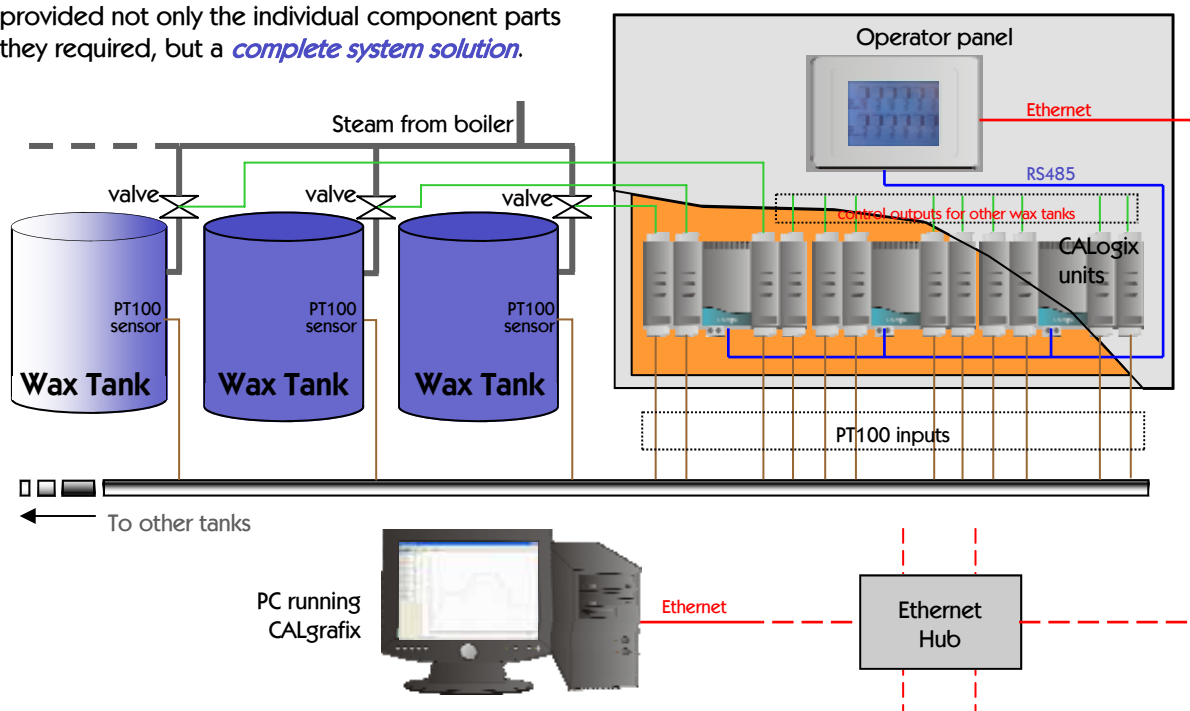 provided not only the individual component parts
they required, but a complete system solution.
Operator panel
Ethernet
Steam from boiler
RS485
valve
valve
valve
control outputs for other wax tanks
CALogix
units
PT100
sensor
PT100
sensor
PT100
sensor
Wax Tank
Wax Tank
Wax Tank
PT100 inputs
To other tanks
PC running
CALgrafix
Ethernet
Ethernet
Hub